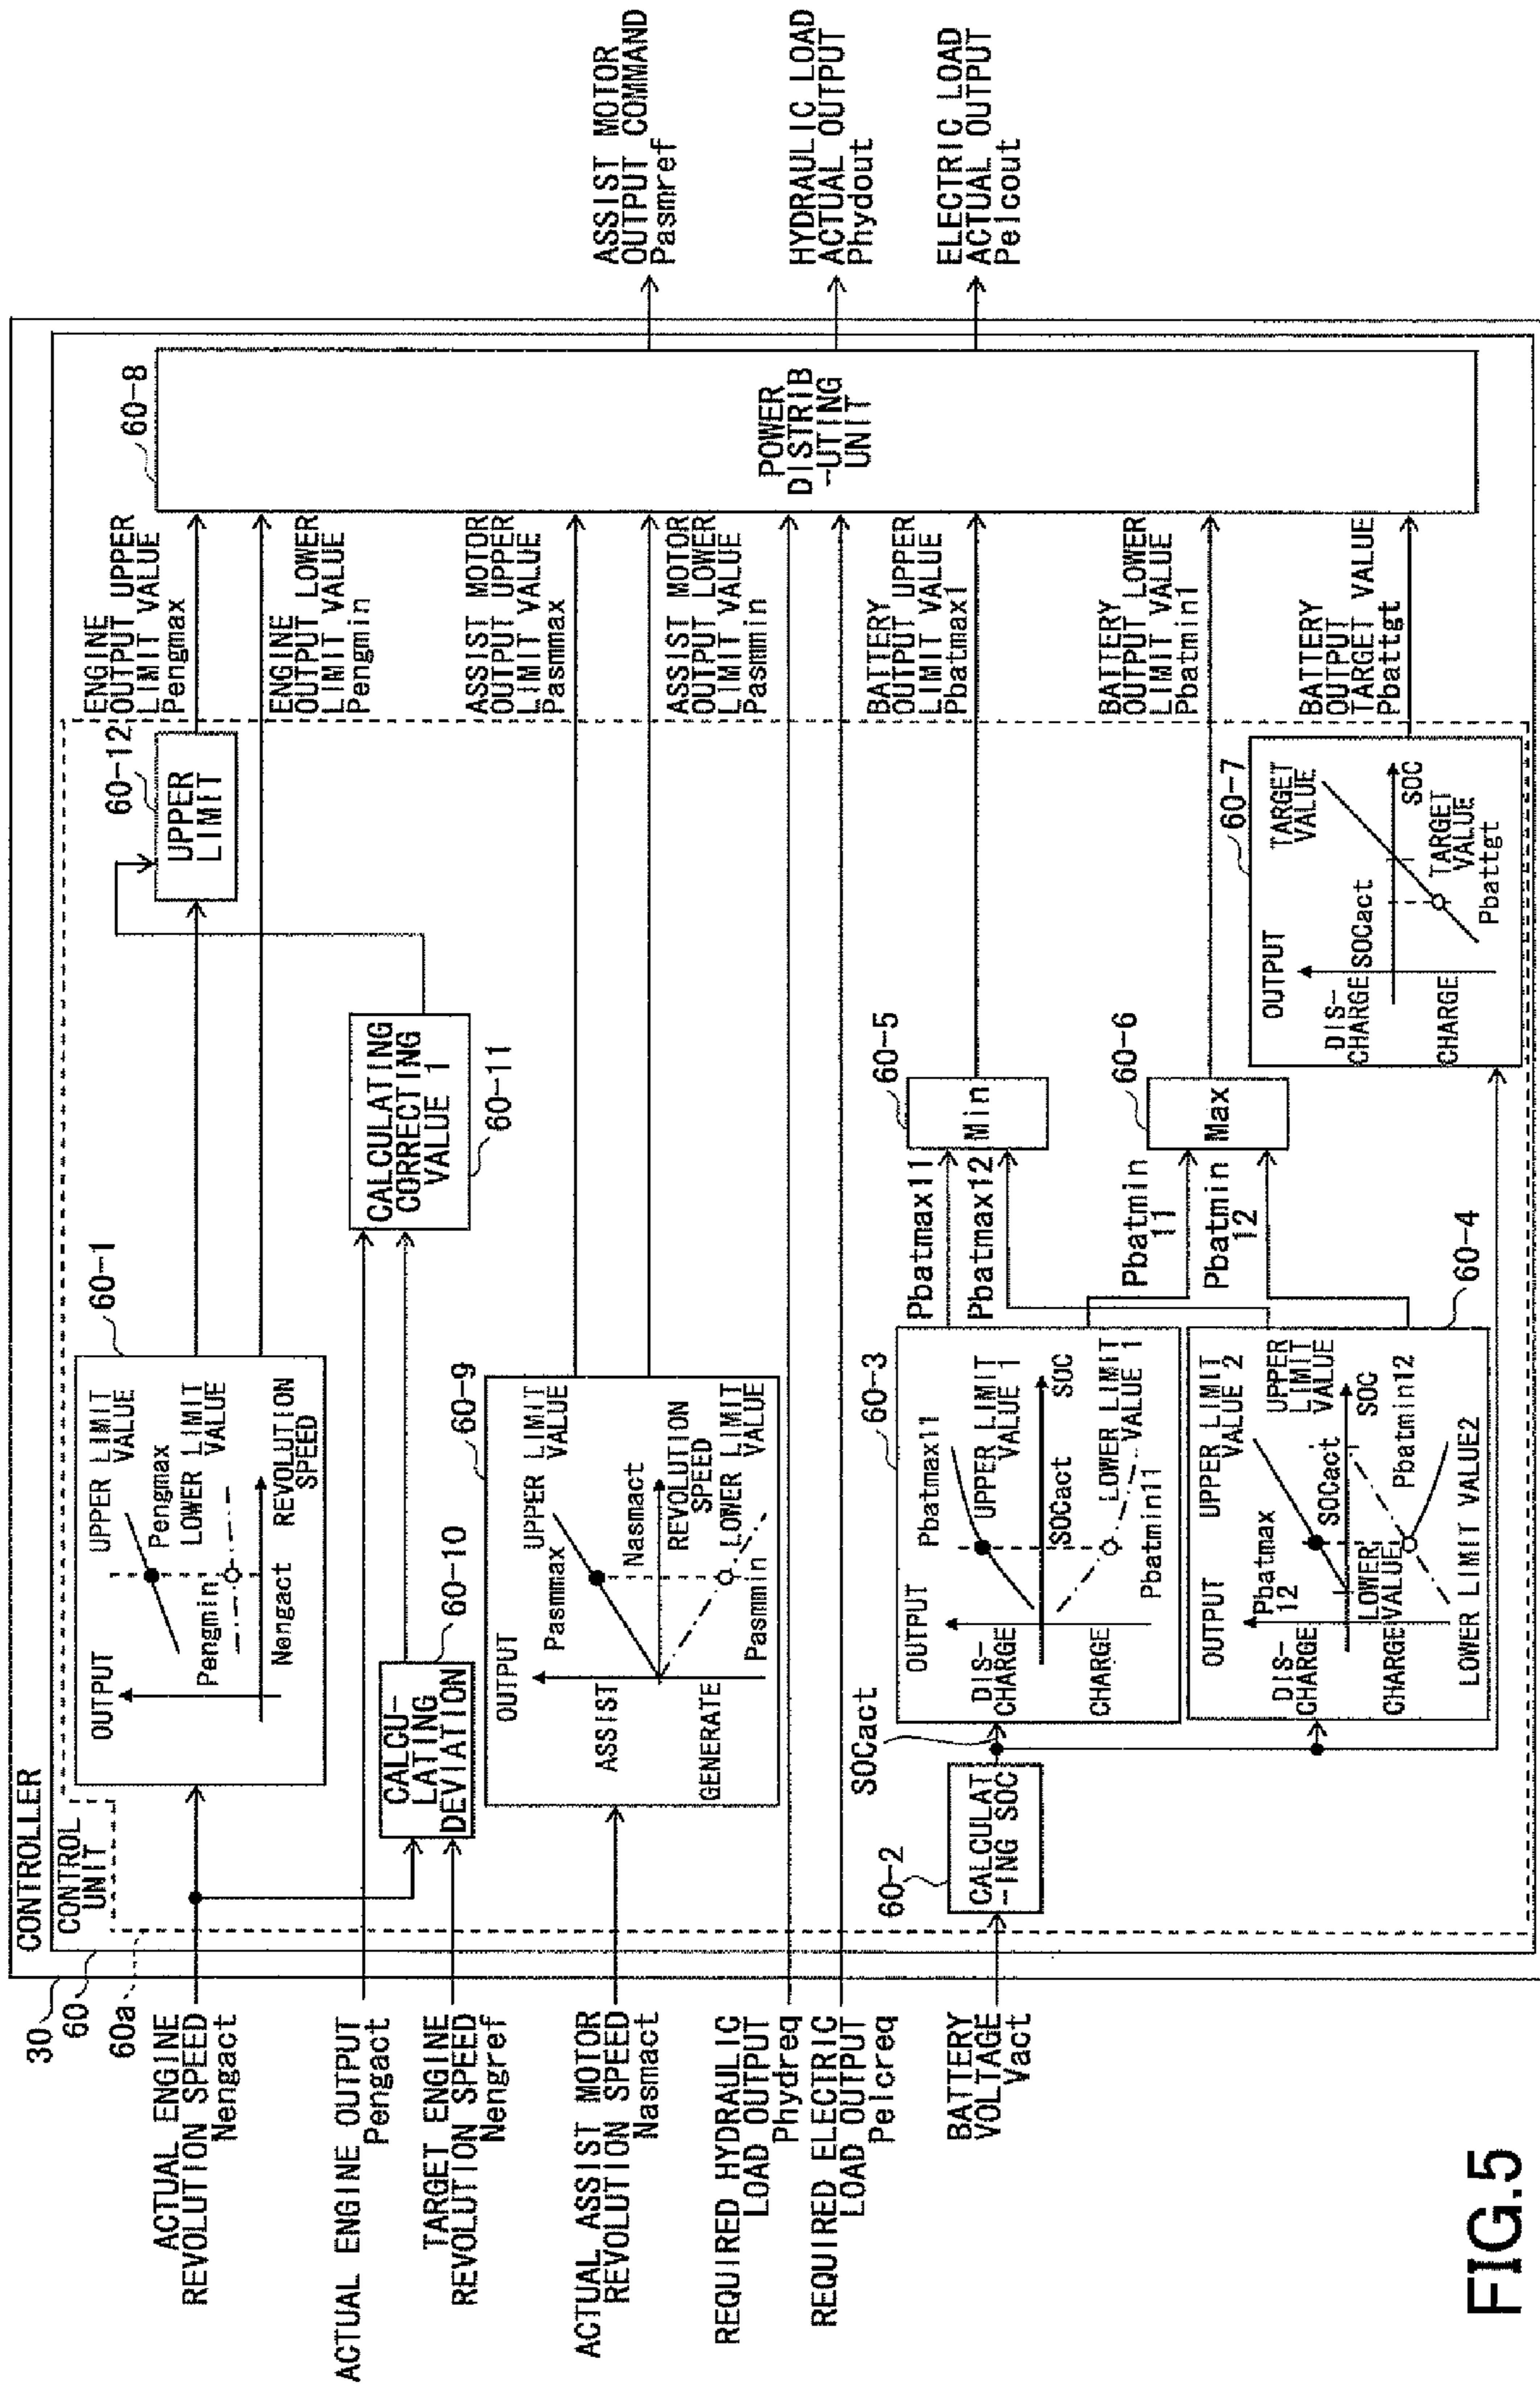 CONTROLLER
CONTROL
UNIT
30
60
60a
ACTUAL ENGINE
REVOLUTION SPEED
Nengact
ACTUAL ENGINE OUTPUT
Pengact
TARGET ENGINE
REVOLUTION SPEED
Nengref
ACTUAL ASSIST MOTOR
REVOLUTION SPEED
Nasmact
REQUIRED HYDRAULIC
LOAD OUTPUT
Phydreq
REQUIRED ELECTRIC
LOAD OUTPUT
Pelcreq
BATTERY
VOLTAGE
Vact
60-1
OUTPUT
UPPER LIMIT
VALUE
Pengmax
Pengmin
LOWER LIMIT
VALUE
Nengact
REVOLUTION
SPEED
60-10
CALCU-
LATING
DEVIATION
60-11
CALCULATING
CORRECTING
VALUE 1
60-12
UPPER
LIMIT
60-9
OUTPUT
UPPER LIMIT
VALUE
Pasmmax
ASSIST
Nasmact
REVOLUTION
SPEED
GENERATE
LOWER LIMIT
VALUE
Pasmmin
60-2
CALCULAT
-ING SOC
SOCact
60-3
OUTPUT
Pbatmax11
UPPER LIMIT
VALUE 1
DIS-
CHARGE
SOCact
SOC
CHARGE
LOWER LIMIT
VALUE 1
Pbatmin11
60-4
OUTPUT
UPPER LIMIT
VALUE 2
Pbatmax
12
UPPER
LIMIT
VALUE
DIS-
CHARGE
SOCact
SOC
LOWER
VALUE
CHARGE
Pbatmin12
LOWER LIMIT VALUE2
Pbatmax11
Pbatmax12
60-5
Min
Pbatmin
11
Pbatmin
12
60-6
Max
60-7
OUTPUT
TARGET
VALUE
DIS-
CHARGE
SOCact
SOC
CHARGE
TARGET
VALUE
Pbattgt
ENGINE
OUTPUT UPPER
LIMIT VALUE
Pengmax
ENGINE
OUTPUT LOWER
LIMIT VALUE
Pengmin
ASSIST MOTOR
OUTPUT UPPER
LIMIT VALUE
Pasmmax
ASSIST MOTOR
OUTPUT LOWER
LIMIT VALUE
Pasmmin
BATTERY
OUTPUT UPPER
LIMIT VALUE
Pbatmax1
BATTERY
OUTPUT LOWER
LIMIT VALUE
Pbatmin1
BATTERY
OUTPUT
TARGET VALUE
Pbattgt
60-8
POWER
DISTRIB
-UTING
UNIT
ASSIST MOTOR
OUTPUT COMMAND
Pasmref
HYDRAULIC LOAD
ACTUAL OUTPUT
Phydout
ELECTRIC LOAD
ACTUAL OUTPUT
Pelcout
FIG.5